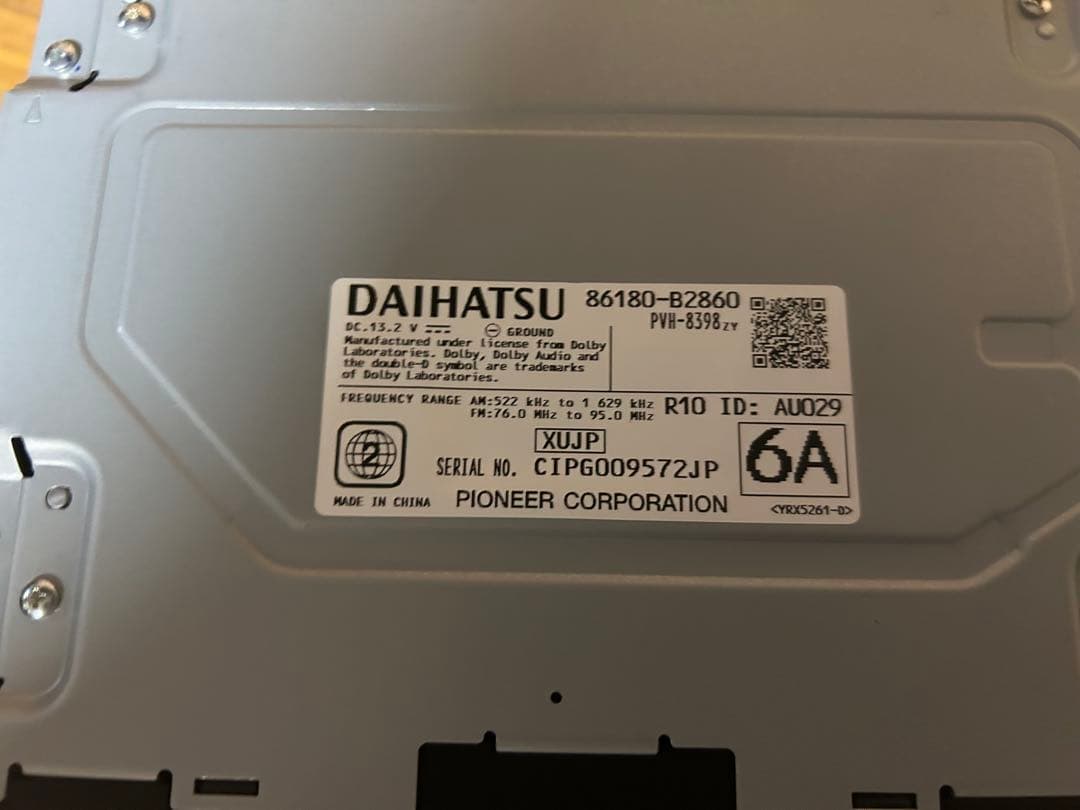 DAIHATSU 86180-B2860
PVH-8398ZY
DC.13.2 V GROUND
Manufactured under license from Dolby
Laboratories. Dolby, Dolby Audio and
the double-D symbol are trademarks
of Dolby Laboratories.
FREQUENCY RANGE AM:522 kHz to 1 629 kHz
FM:76.0 MHz to 95.0 MHz
R10 ID: AU029
2
XUJP
6A
SERIAL NO. CIPG009572JP
MADE IN CHINA PIONEER CORPORATION
<YRX5261-D>